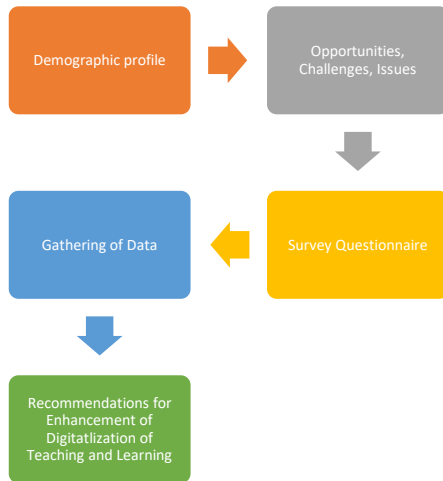 Demographic profile
Opportunities,
Challenges, Issues
Survey Questionnaire
Gathering of Data
Recommendations for
Enhancement of
Digitatlization of
Teaching and Learning